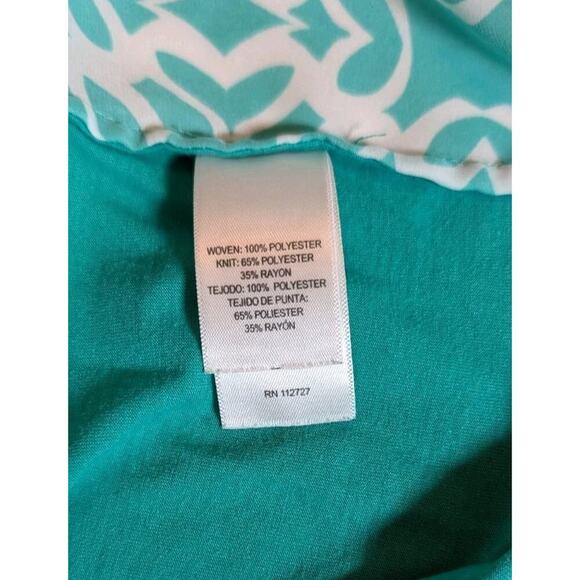 WOVEN: 100% POLYESTER
KNIT: 65% POLYESTER
35% RAYON
TEJODO: 100% POLYESTER
TEJIDO DE PUNTA:
65% POLIESTER
35% RAYÓN
RN 112727